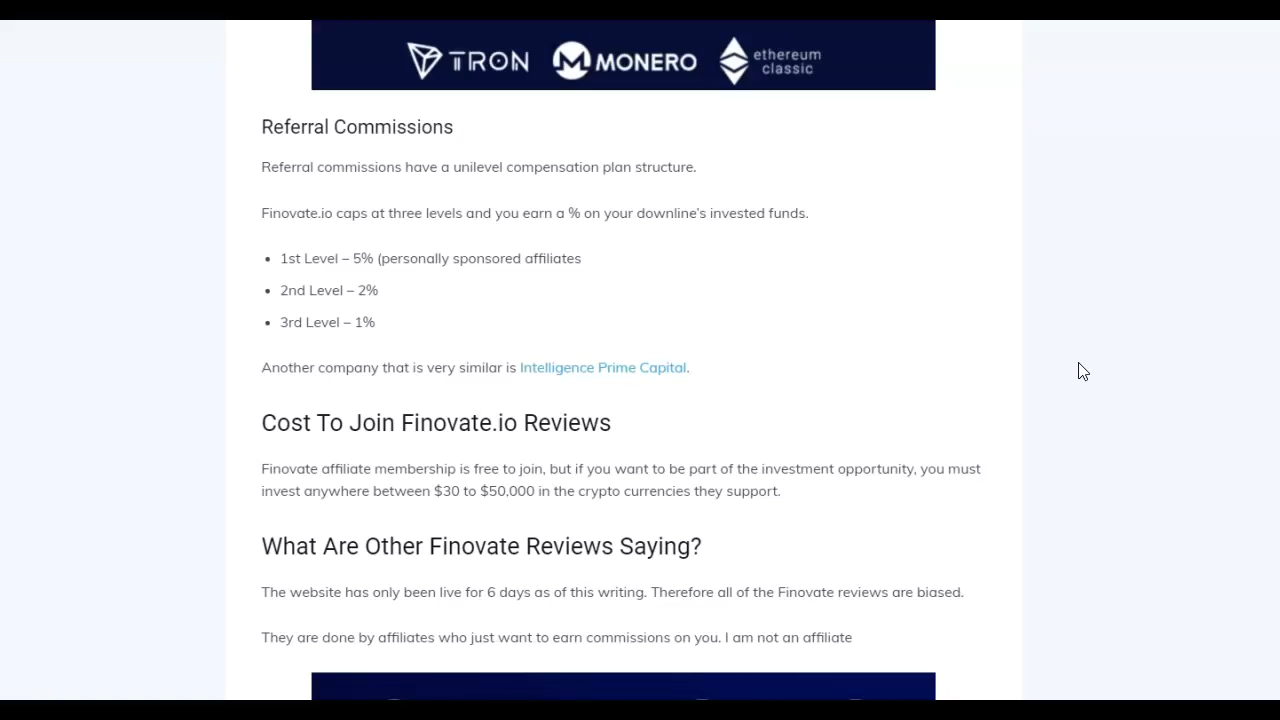 TRON MONERO ethereum classic
Referral Commissions
Referral commissions have a unilevel compensation plan structure.
Finovate.io caps at three levels and you earn a % on your downline's invested funds.
1st Level – 5% (personally sponsored affiliates
2nd Level – 2%
3rd Level – 1%
Another company that is very similar is Intelligence Prime Capital.
Cost To Join Finovate.io Reviews
Finovate affiliate membership is free to join, but if you want to be part of the investment opportunity, you must
invest anywhere between $30 to $50,000 in the crypto currencies they support.
What Are Other Finovate Reviews Saying?
The website has only been live for 6 days as of this writing. Therefore all of the Finovate reviews are biased.
They are done by affiliates who just want to earn commissions on you. I am not an affiliate